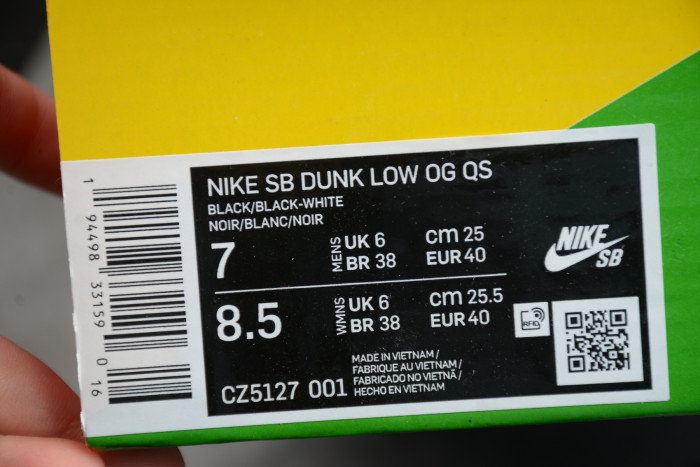 NIKE SB DUNK LOW OG QS
BLACK/BLACK-WHITE
NOIR/BLANC/NOIR
7 MENS UK 6 cm 25
BR 38 EUR 40
8.5 WMNS UK 6 cm 25.5
BR 38 EUR 40
CZ5127 001
MADE IN VIETNAM/
FABRIQUE AU VIETNAM/
FABRICADO NO VIETNÃ/
HECHO EN VIETNAM
NIKE
SB
RFID
1 94498 33159 0 16